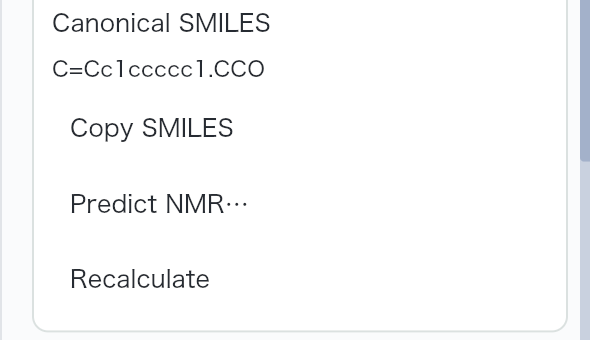 Canonical SMILES
C=Cc1ccccc1.CCO
Copy SMILES
Predict NMR…
Recalculate